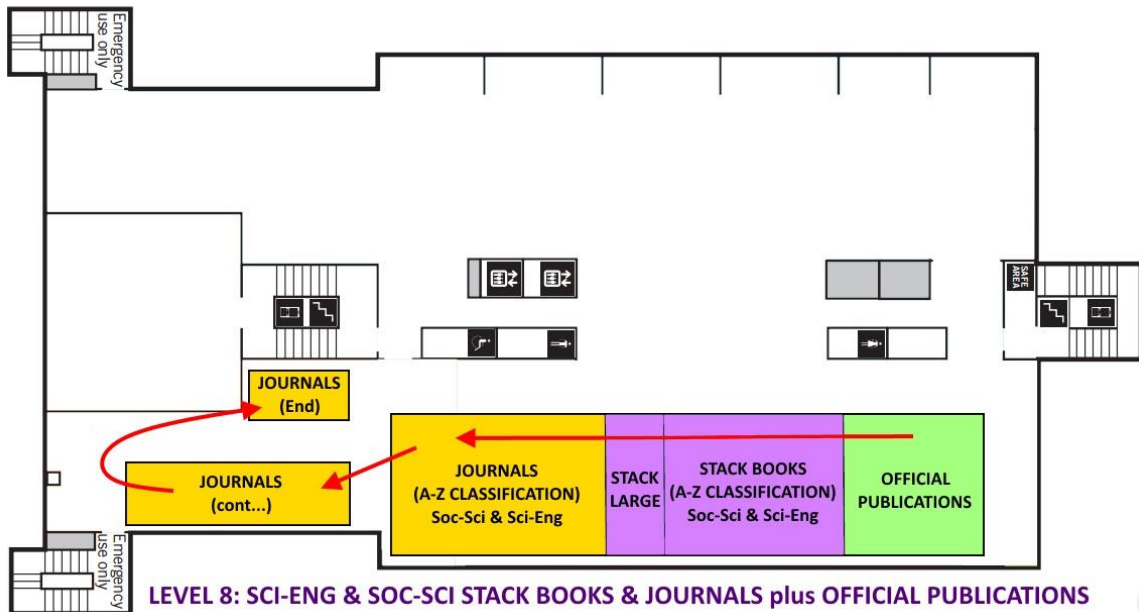 Emergency
use only
SAFE
AREA
JOURNALS
(End)
JOURNALS
(cont...)
JOURNALS
(A-Z CLASSIFICATION)
Soc-Sci & Sci-Eng
STACK
LARGE
STACK BOOKS
(A-Z CLASSIFICATION)
Soc-Sci & Sci-Eng
OFFICIAL
PUBLICATIONS
Emergency
use only
LEVEL 8: SCI-ENG & SOC-SCI STACK BOOKS & JOURNALS plus OFFICIAL PUBLICATIONS